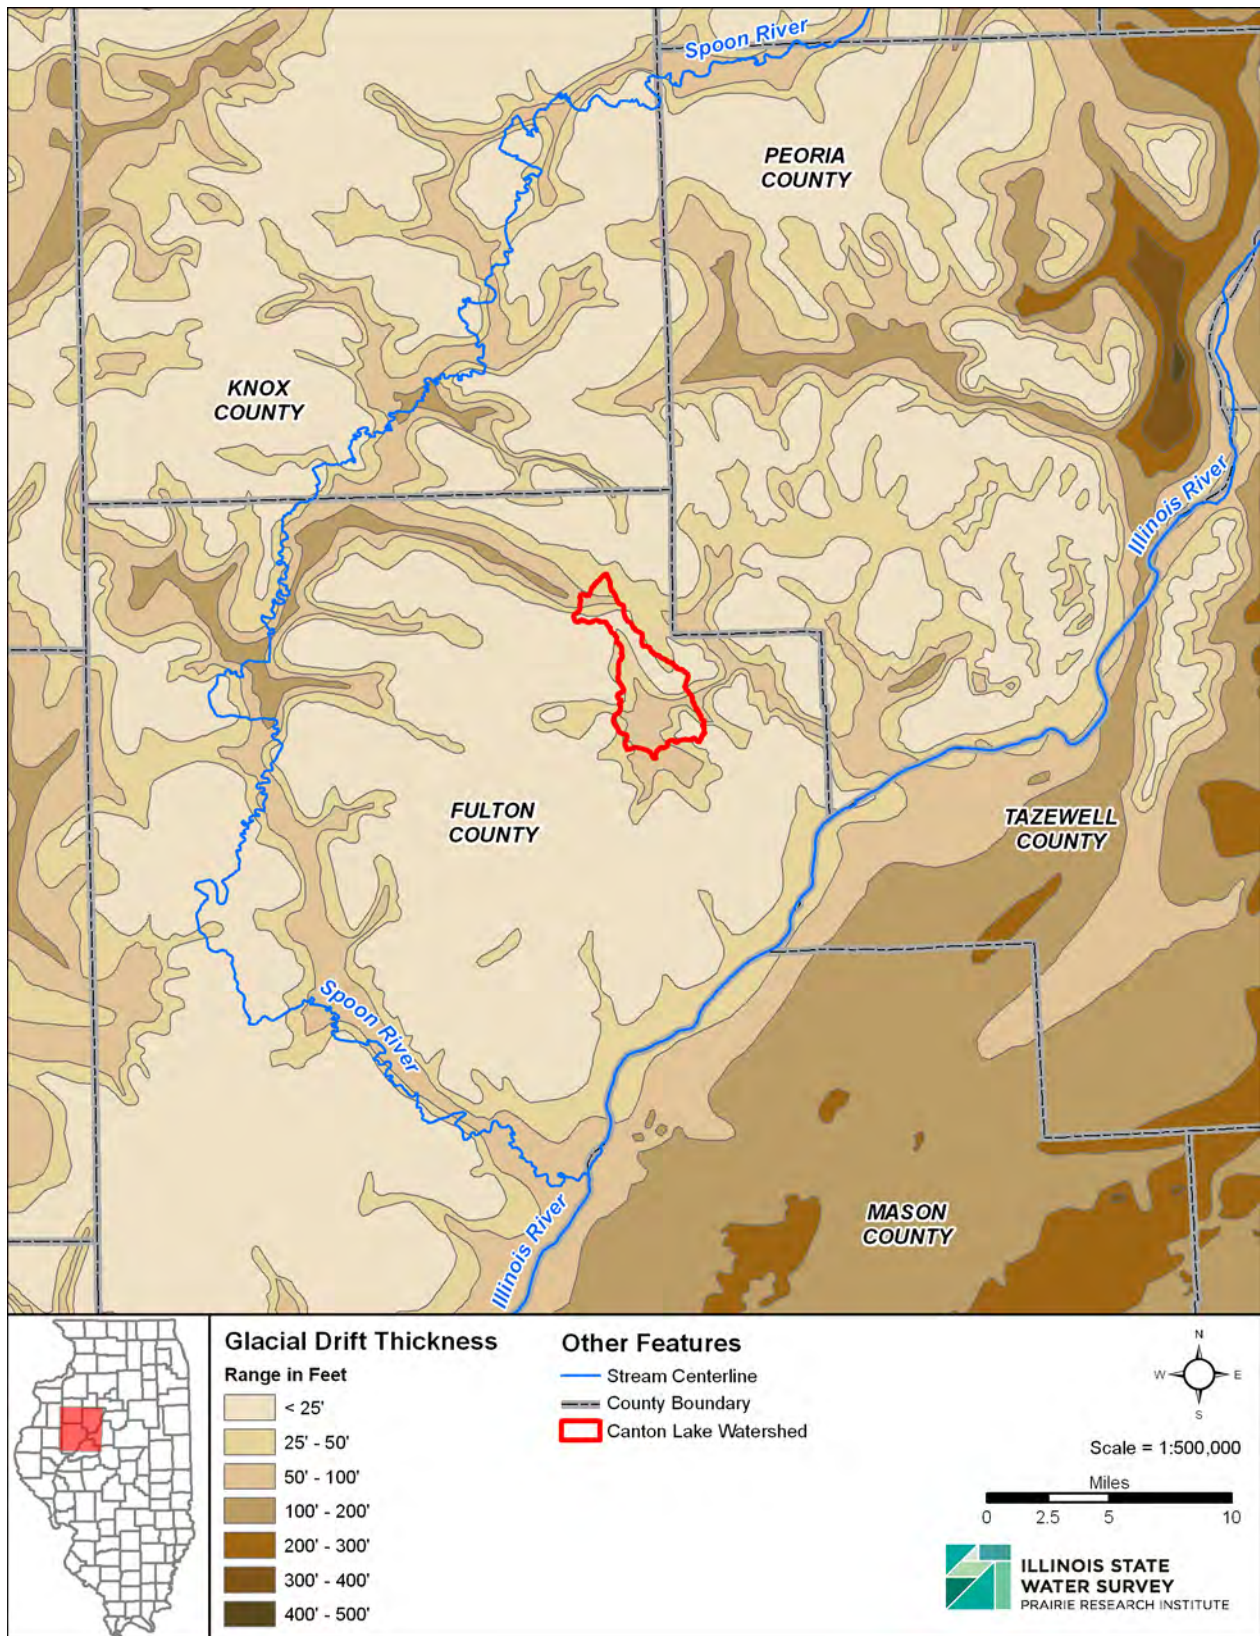 Spoon River
PEORIA
COUNTY
KNOX
COUNTY
Illinois River
FULTON
COUNTY
TAZEWELL
COUNTY
Spoon River
MASON
COUNTY
Illinois River
Glacial Drift Thickness
Range in Feet
< 25'
25' - 50'
50' - 100'
100' - 200'
200' - 300'
300' - 400'
400' - 500'
Other Features
Stream Centerline
County Boundary
Canton Lake Watershed
N
W E
S
Scale = 1:500,000
Miles
0 2.5 5 10
ILLINOIS STATE
WATER SURVEY
PRAIRIE RESEARCH INSTITUTE